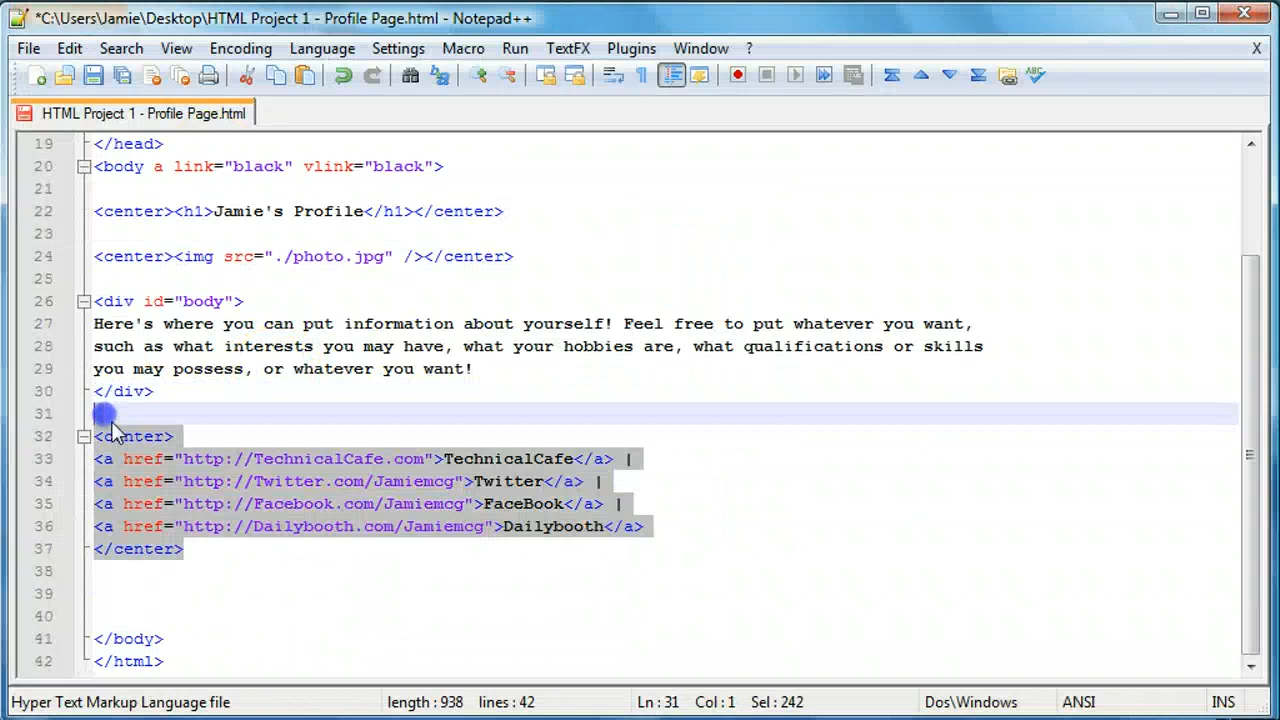 *C:\Users\Jamie\Desktop\HTML Project 1 - Profile Page.html - Notepad++
File Edit Search View Encoding Language Settings Macro Run TextFX Plugins Window ? X
HTML Project 1 - Profile Page.html
19 </head>
20 <body a link="black" vlink="black">
21
22 <center><h1>Jamie's Profile</h1></center>
23
24 <center><img src="./photo.jpg" /></center>
25
26 <div id="body">
27 Here's where you can put information about yourself! Feel free to put whatever you want,
28 such as what interests you may have, what your hobbies are, what qualifications or skills
29 you may possess, or whatever you want!
30 </div>
31
32 <center>
33 <a href="http://TechnicalCafe.com">TechnicalCafe</a> |
34 <a href="http://Twitter.com/Jamiemcg">Twitter</a> |
35 <a href="http://Facebook.com/Jamiemcg">FaceBook</a> |
36 <a href="http://Dailybooth.com/Jamiemcg">Dailybooth</a>
37 </center>
38
39
40
41 </body>
42 </html>
Hyper Text Markup Language file length : 938 lines : 42 Ln : 31 Col : 1 Sel : 242 Dos\Windows ANSI INS